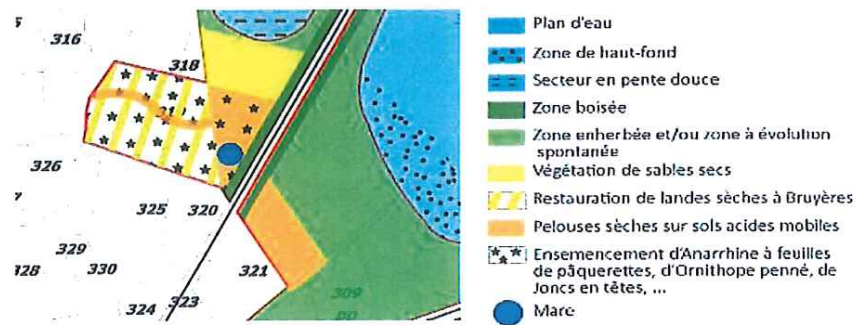 316
318
326
325 320
329
328 330
321
324 323
309
Plan d'eau
Zone de haut-fond
Secteur en pente douce
Zone boisée
Zone enherbée et/ou zone à évolution
spontanée
Végétation de sables secs
Restauration de landes sèches à Bruyères
Pelouses sèches sur sols acides mobiles
Ensemencement d'Anarrhine à feuilles
de pâquerettes, d'Ornithope penné, de
Joncs en têtes, ...
Mare